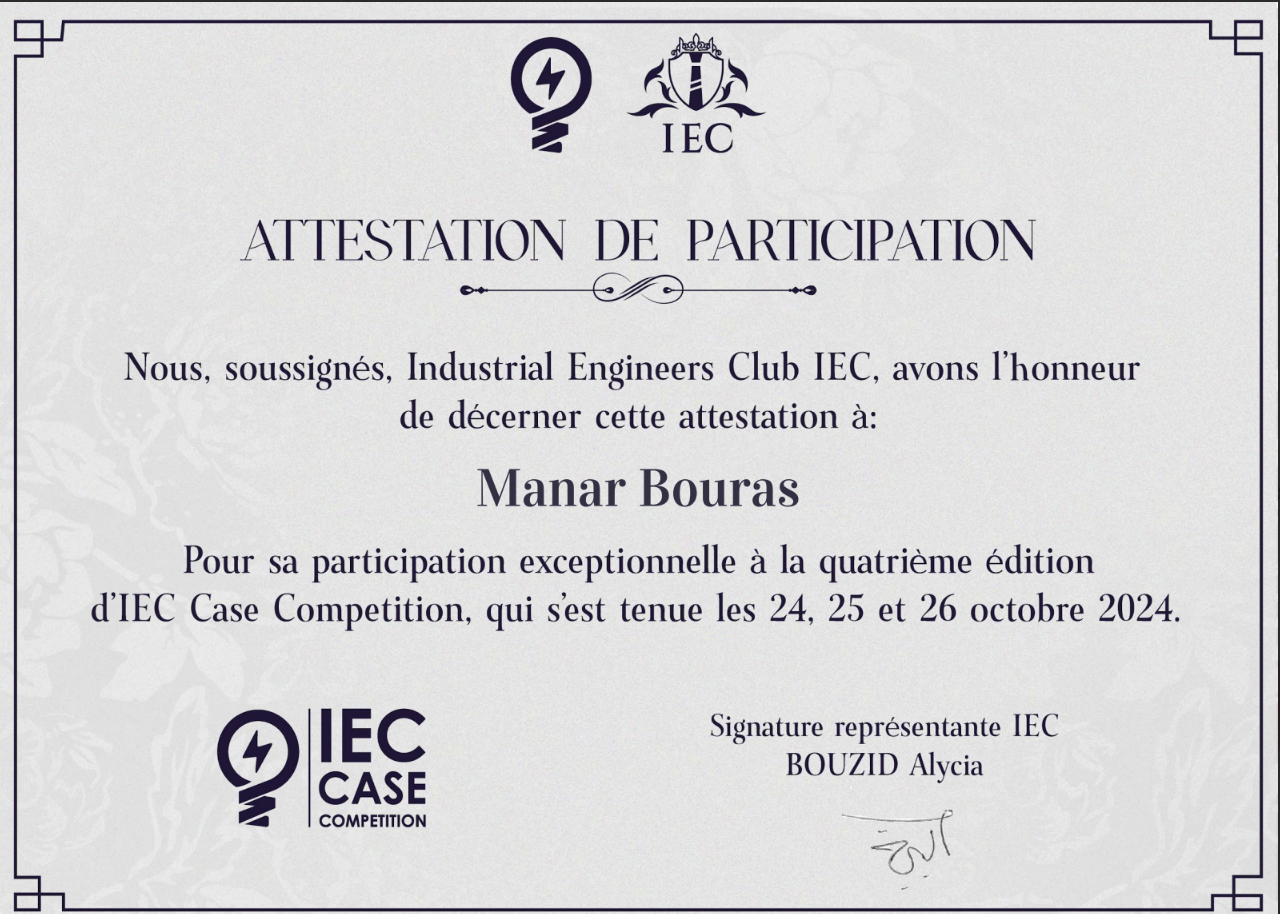 IEC
ATTESTATION DE PARTICIPATION
Nous, soussignés, Industrial Engineers Club IEC, avons l'honneur
de décerner cette attestation à:
Manar Bouras
Pour sa participation exceptionnelle à la quatrième édition
d'IEC Case Competition, qui s'est tenue les 24, 25 et 26 octobre 2024.
IEC
CASE
COMPETITION
Signature représentante IEC
BOUZID Alycia